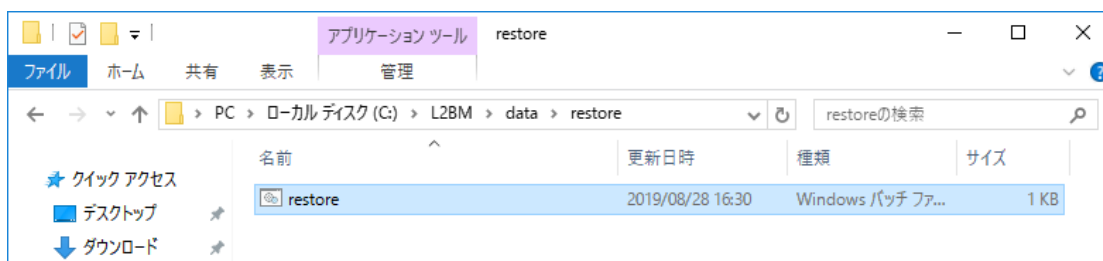 アプリケーション ツール restore
ファイル ホーム 共有 表示 管理
PC > ローカル ディスク (C:) > L2BM > data > restore restoreの検索
名前 更新日時 種類 サイズ
クイック アクセス
restore 2019/08/28 16:30 Windows バッチ ファ... 1 KB
デスクトップ
ダウンロード